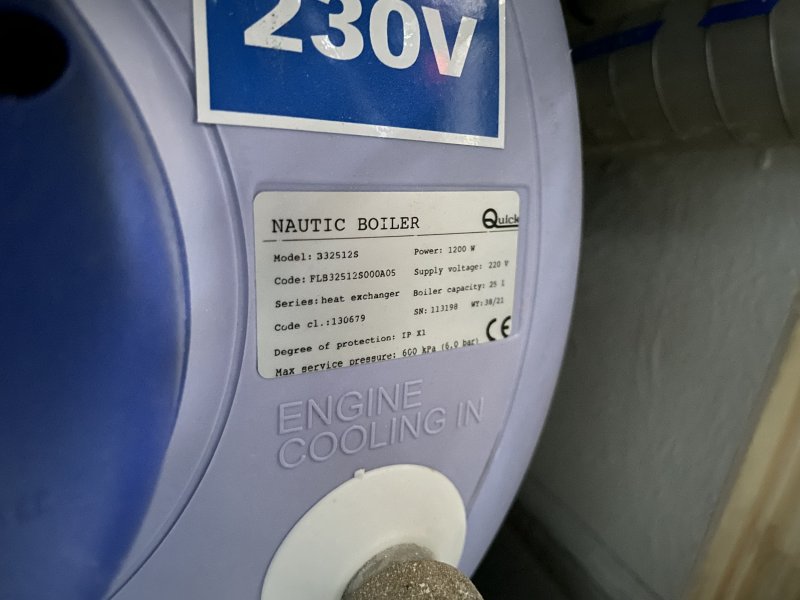 230V
NAUTIC BOILER Quick
Model: 332512S Power: 1200 W
Code: FLB32512S000A05 Supply voltage: 220 V
Series: heat exchanger Boiler capacity: 25 l
Code cl.:130679 SN: 113198 WY:38/21
Degree of protection: IP X1 CE
Max service pressure: 600 kPa (6,0 bar)
ENGINE
COOLING IN